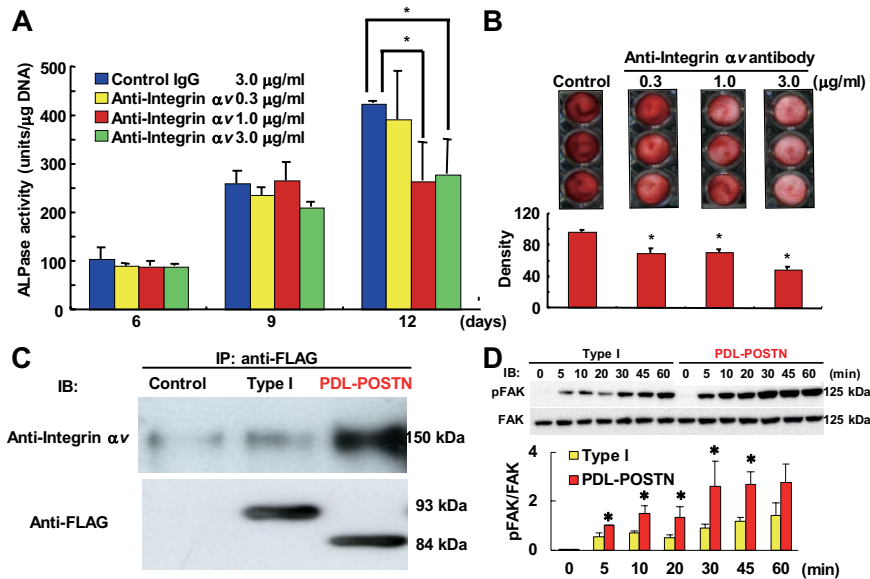 A
ALPase activity (units/μg DNA)
500
400
300
250
200
100
50
0
Control IgG 3.0 μg/ml
Anti-Integrin αv 0.3 μg/ml
Anti-Integrin αv 1.0 μg/ml
Anti-Integrin αv 3.0 μg/ml
*
*
6 9 12 (days)
B
Anti-Integrin αv antibody
Control 0.3 1.0 3.0 (μg/ml)
Density
120
80
40
0
* * *
C
IP: anti-FLAG
IB: Control Type I PDL-POSTN
Anti-Integrin αv 150 kDa
93 kDa
Anti-FLAG
84 kDa
D
Type I PDL-POSTN
IB: 0 5 10 20 30 45 60 0 5 10 20 30 45 60 (min)
pFAK 125 kDa
FAK 125 kDa
pFAK/FAK
4
2
0
Type I
PDL-POSTN
* * * * *
0 5 10 20 30 45 60 (min)